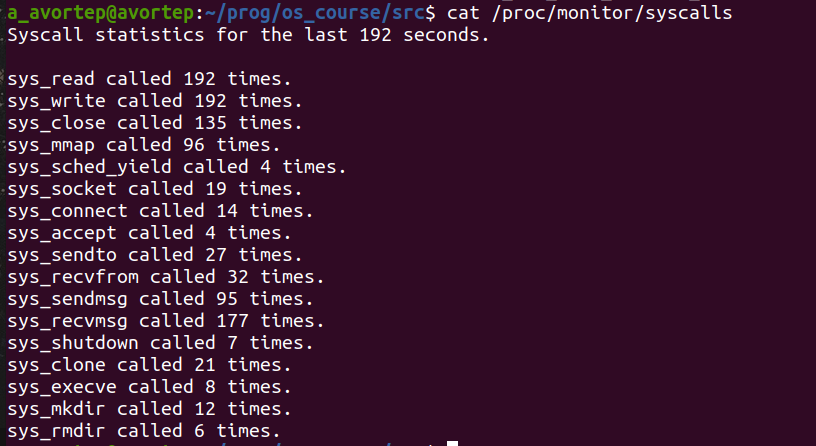 a_avortep@avortep:~/prog/os_course/src$ cat /proc/monitor/syscalls
Syscall statistics for the last 192 seconds.
sys_read called 192 times.
sys_write called 192 times.
sys_close called 135 times.
sys_mmap called 96 times.
sys_sched_yield called 4 times.
sys_socket called 19 times.
sys_connect called 14 times.
sys_accept called 4 times.
sys_sendto called 27 times.
sys_recvfrom called 32 times.
sys_sendmsg called 95 times.
sys_recvmsg called 177 times.
sys_shutdown called 7 times.
sys_clone called 21 times.
sys_execve called 8 times.
sys_mkdir called 12 times.
sys_rmdir called 6 times.